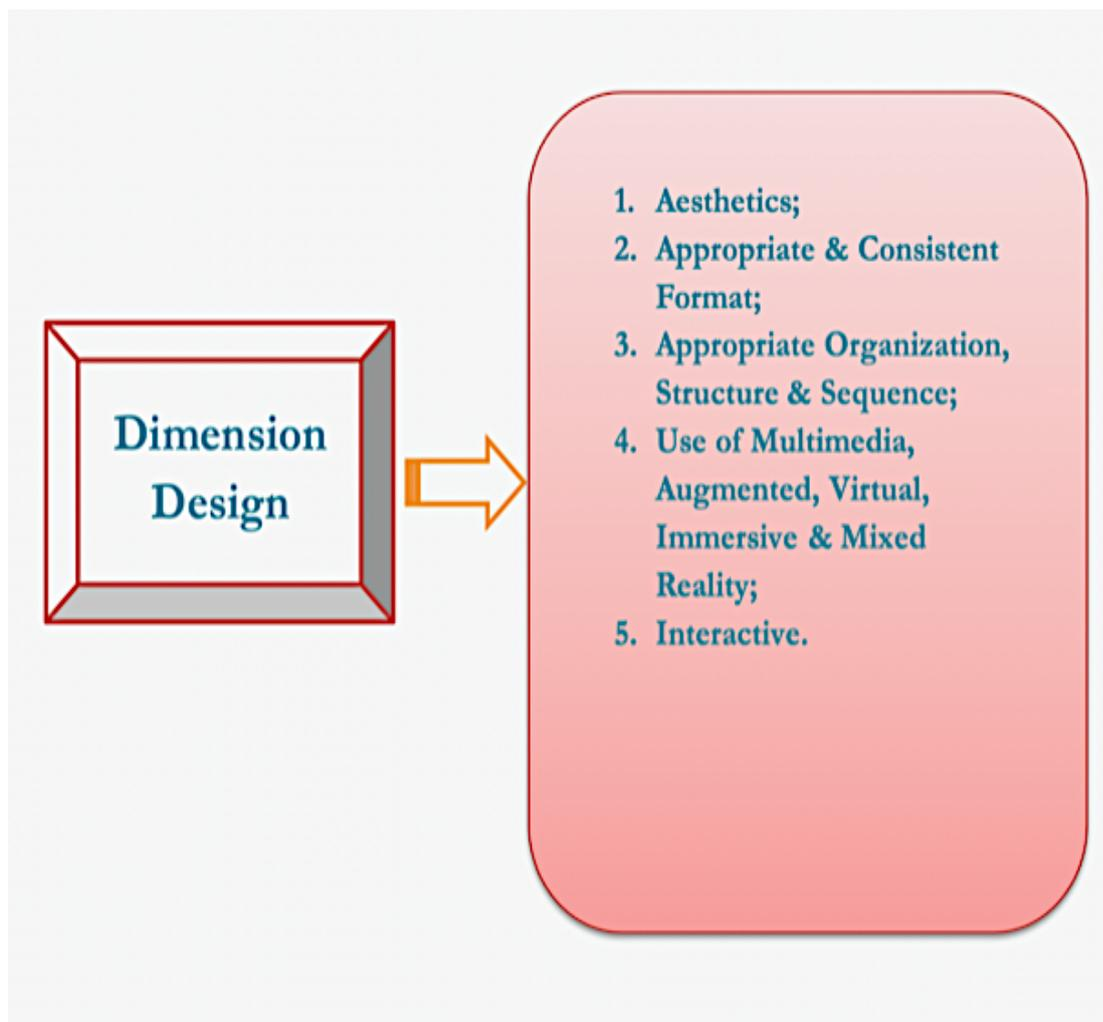 Dimension
Design
1. Aesthetics;
2. Appropriate & Consistent
Format;
3. Appropriate Organization,
Structure & Sequence;
4. Use of Multimedia,
Augmented, Virtual,
Immersive & Mixed
Reality;
5. Interactive.